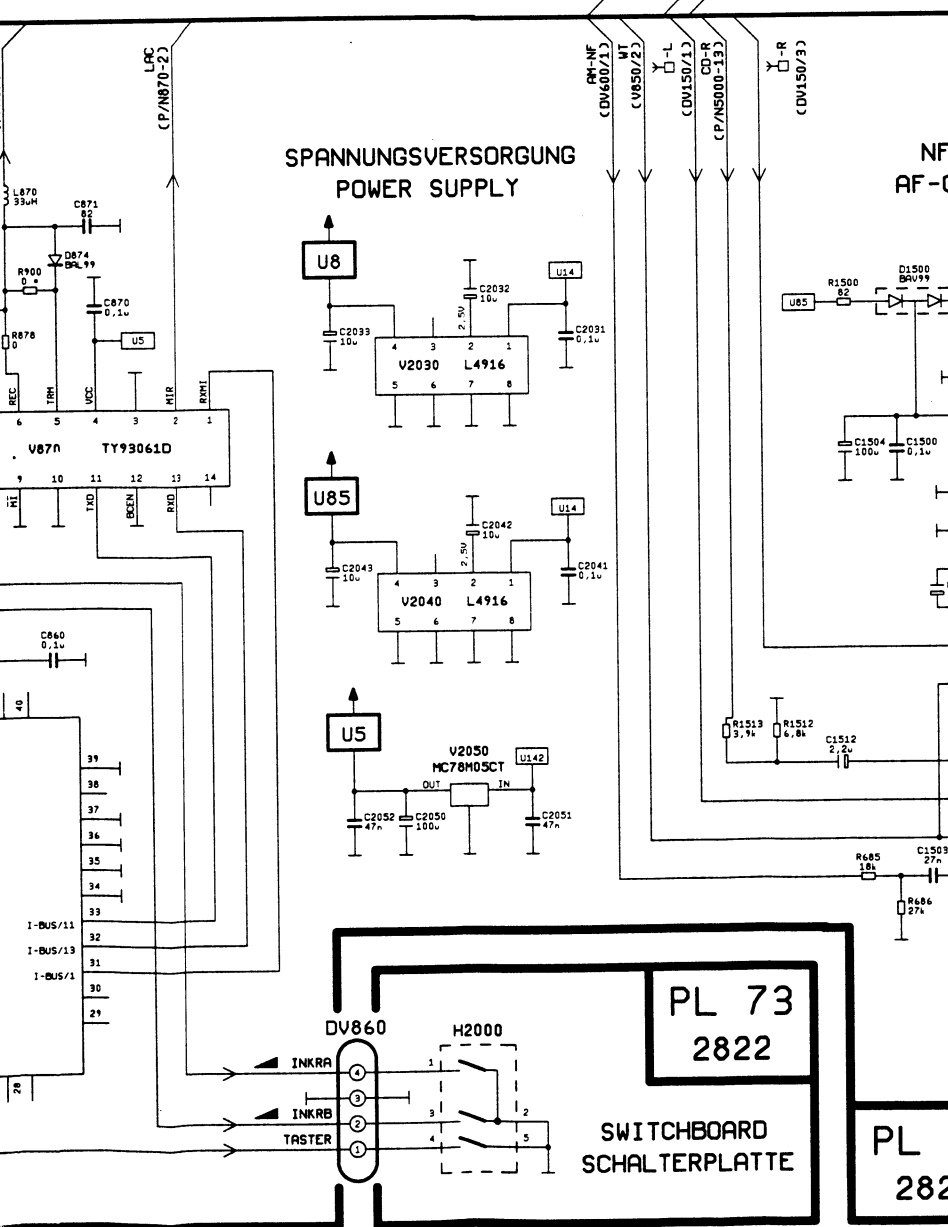 LAC
(P/N870-2)
AM-NF
(DV600/1)
WT
(V850/2)
-L
(DV150/1)
CD-R
(P/N5000-13)
-R
(DV150/3)
SPANNUNGSVERSORGUNG
POWER SUPPLY
NF
AF-
L870
33uH
C871
82
D874
BAL99
R900
0 *
C870
0,1u
R878
0
U5
U8
C2033
10u
C2032
10u
2,5V
U14
C2031
0,1u
4 3 2 1
V2030 L4916
5 6 7 8
U85
R1500
82
D1500
BAV99
C1504
100u
C1500
0,1u
REC TRM VCC MIR RXMI
6 5 4 3 2 1
V870 TY93061D
9 10 11 12 13 14
MI TXD BCEN RXD
U85
C2043
10u
C2042
10u
2,5V
U14
C2041
0,1u
4 3 2 1
V2040 L4916
5 6 7 8
C860
0,1u
40
39
38
37
36
35
34
33
I-BUS/11
32
I-BUS/13
31
I-BUS/1
30
29
28
U5
V2050
MC78M05CT
U142
OUT IN
C2052
47n
C2050
100u
C2051
47n
R1513
3,9k
R1512
6,8k
C1512
2,2u
R685
18k
C1503
27n
R686
27k
PL 73
2822
DV860
H2000
INKRA 4 1
3
INKRB 2 3 2
TASTER 1 4 5
SWITCHBOARD
SCHALTERPLATTE
PL
282